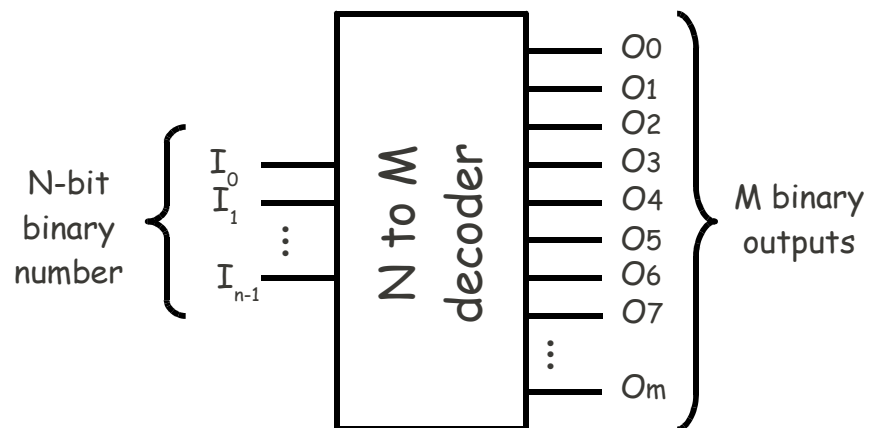 N-bit
binary
number
I0
I1
⋮
In-1
N to M
decoder
O0
O1
O2
O3
O4
O5
O6
O7
⋮
Om
M binary
outputs